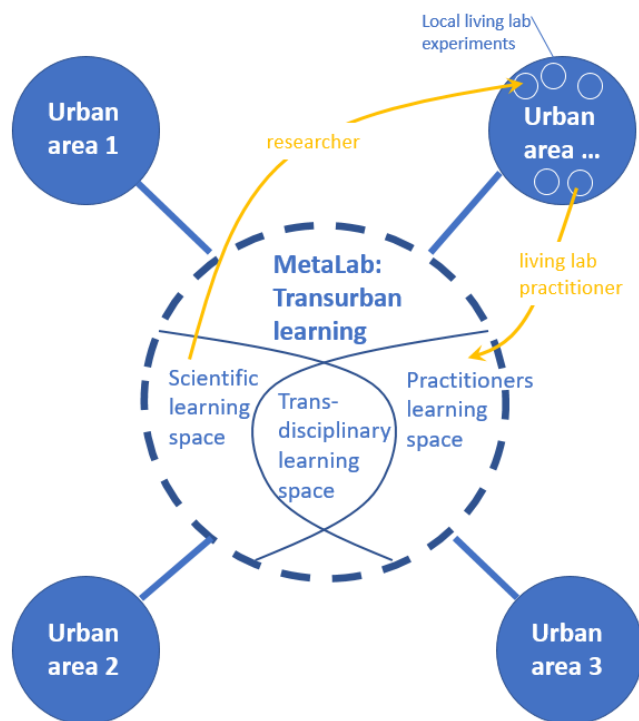 Local living lab
experiments
Urban
area 1
Urban
area ...
researcher
MetaLab:
Transurban
learning
living lab
practitioner
Scientific
learning
space
Trans-
disciplinary
learning
space
Practitioners
learning
space
Urban
area 2
Urban
area 3